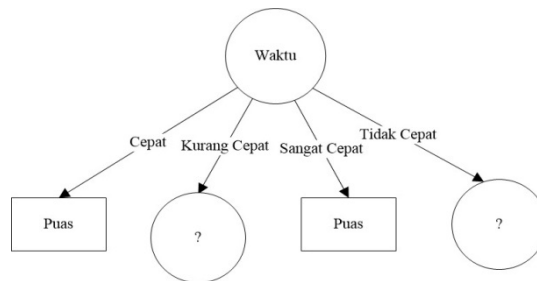 Waktu
Cepat
Kurang Cepat
Sangat Cepat
Tidak Cepat
Puas
?
Puas
?